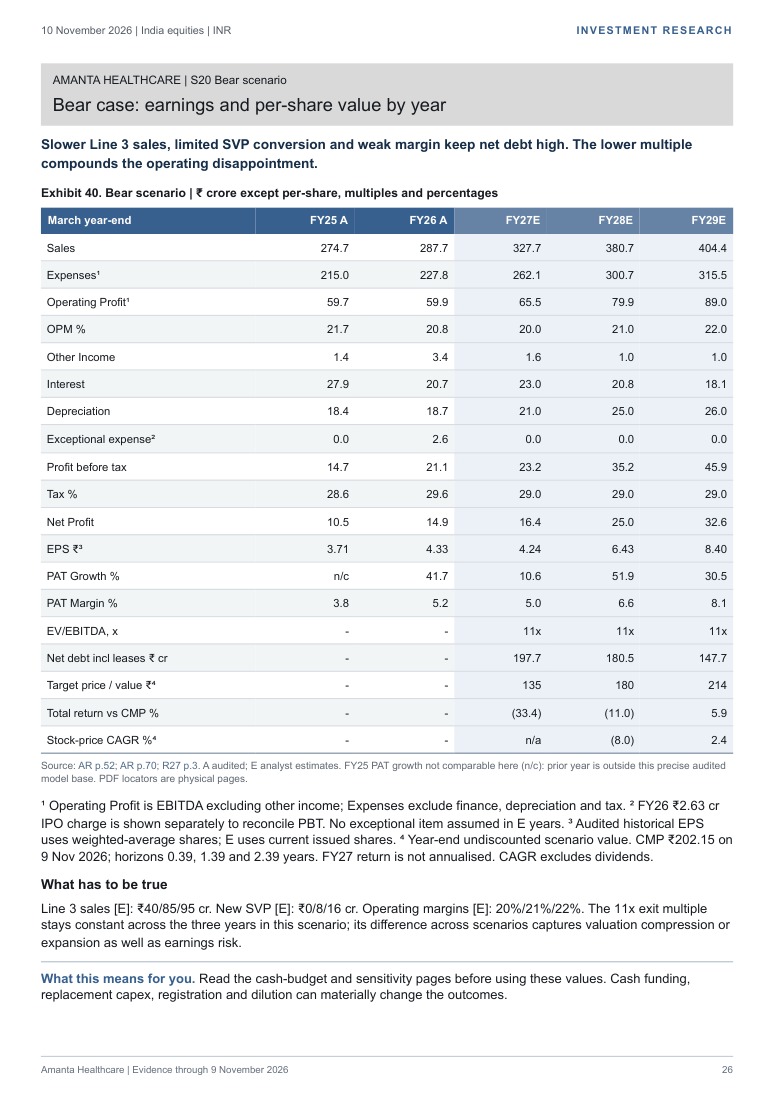 10 November 2026 | India equities | INR
INVESTMENT RESEARCH
AMANTA HEALTHCARE | S20 Bear scenario
Bear case: earnings and per-share value by year
Slower Line 3 sales, limited SVP conversion and weak margin keep net debt high. The lower multiple
compounds the operating disappointment.
Exhibit 40. Bear scenario | ₹ crore except per-share, multiples and percentages
March year-end FY25 A FY26 A FY27E FY28E FY29E
Sales 274.7 287.7 327.7 380.7 404.4
Expenses¹ 215.0 227.8 262.1 300.7 315.5
Operating Profit¹ 59.7 59.9 65.5 79.9 89.0
OPM % 21.7 20.8 20.0 21.0 22.0
Other Income 1.4 3.4 1.6 1.0 1.0
Interest 27.9 20.7 23.0 20.8 18.1
Depreciation 18.4 18.7 21.0 25.0 26.0
Exceptional expense² 0.0 2.6 0.0 0.0 0.0
Profit before tax 14.7 21.1 23.2 35.2 45.9
Tax % 28.6 29.6 29.0 29.0 29.0
Net Profit 10.5 14.9 16.4 25.0 32.6
EPS ₹³ 3.71 4.33 4.24 6.43 8.40
PAT Growth % n/c 41.7 10.6 51.9 30.5
PAT Margin % 3.8 5.2 5.0 6.6 8.1
EV/EBITDA, x - - 11x 11x 11x
Net debt incl leases ₹ cr - - 197.7 180.5 147.7
Target price / value ₹⁴ - - 135 180 214
Total return vs CMP % - - (33.4) (11.0) 5.9
Stock-price CAGR %⁴ - - n/a (8.0) 2.4
Source: AR p.52; AR p.70; R27 p.3. A audited; E analyst estimates. FY25 PAT growth not comparable here (n/c): prior year is outside this precise audited
model base. PDF locators are physical pages.
¹ Operating Profit is EBITDA excluding other income; Expenses exclude finance, depreciation and tax. ² FY26 ₹2.63 cr
IPO charge is shown separately to reconcile PBT. No exceptional item assumed in E years. ³ Audited historical EPS
uses weighted-average shares; E uses current issued shares. ⁴ Year-end undiscounted scenario value. CMP ₹202.15 on
9 Nov 2026; horizons 0.39, 1.39 and 2.39 years. FY27 return is not annualised. CAGR excludes dividends.
What has to be true
Line 3 sales [E]: ₹40/85/95 cr. New SVP [E]: ₹0/8/16 cr. Operating margins [E]: 20%/21%/22%. The 11x exit multiple
stays constant across the three years in this scenario; its difference across scenarios captures valuation compression or
expansion as well as earnings risk.
What this means for you. Read the cash-budget and sensitivity pages before using these values. Cash funding,
replacement capex, registration and dilution can materially change the outcomes.
Amanta Healthcare | Evidence through 9 November 2026
26